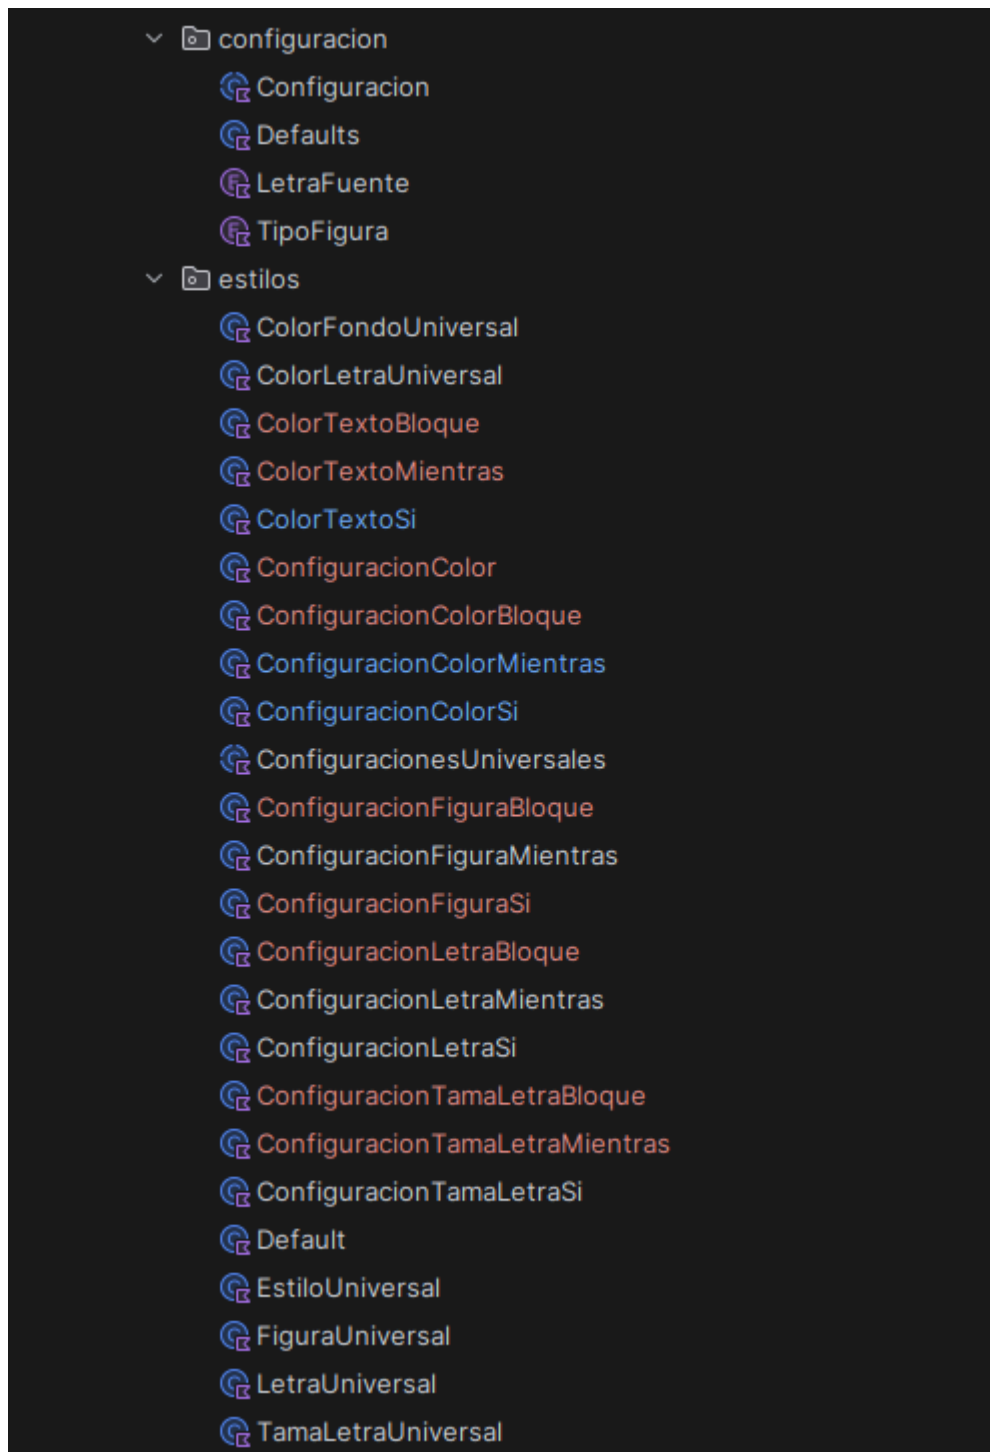 configuracion
Configuracion
Defaults
LetraFuente
TipoFigura
estilos
ColorFondoUniversal
ColorLetraUniversal
ColorTextoBloque
ColorTextoMientras
ColorTextoSi
ConfiguracionColor
ConfiguracionColorBloque
ConfiguracionColorMientras
ConfiguracionColorSi
ConfiguracionesUniversales
ConfiguracionFiguraBloque
ConfiguracionFiguraMientras
ConfiguracionFiguraSi
ConfiguracionLetraBloque
ConfiguracionLetraMientras
ConfiguracionLetraSi
ConfiguracionTamaLetraBloque
ConfiguracionTamaLetraMientras
ConfiguracionTamaLetraSi
Default
EstiloUniversal
FiguraUniversal
LetraUniversal
TamaLetraUniversal